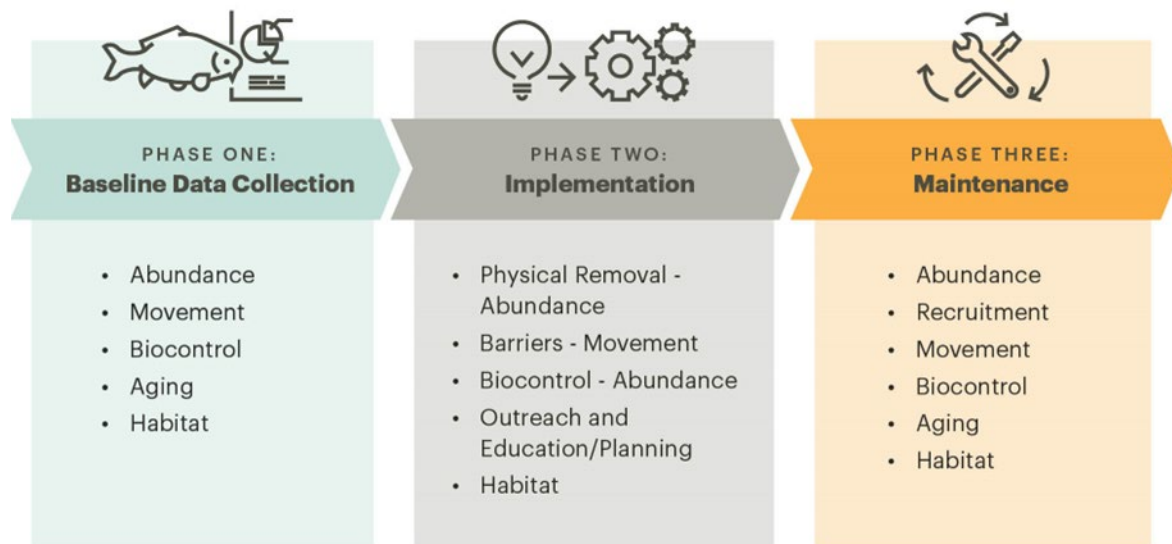 PHASE ONE:
Baseline Data Collection
• Abundance
• Movement
• Biocontrol
• Aging
• Habitat
PHASE TWO:
Implementation
• Physical Removal -
Abundance
• Barriers - Movement
• Biocontrol - Abundance
• Outreach and
Education/Planning
• Habitat
PHASE THREE:
Maintenance
• Abundance
• Recruitment
• Movement
• Biocontrol
• Aging
• Habitat